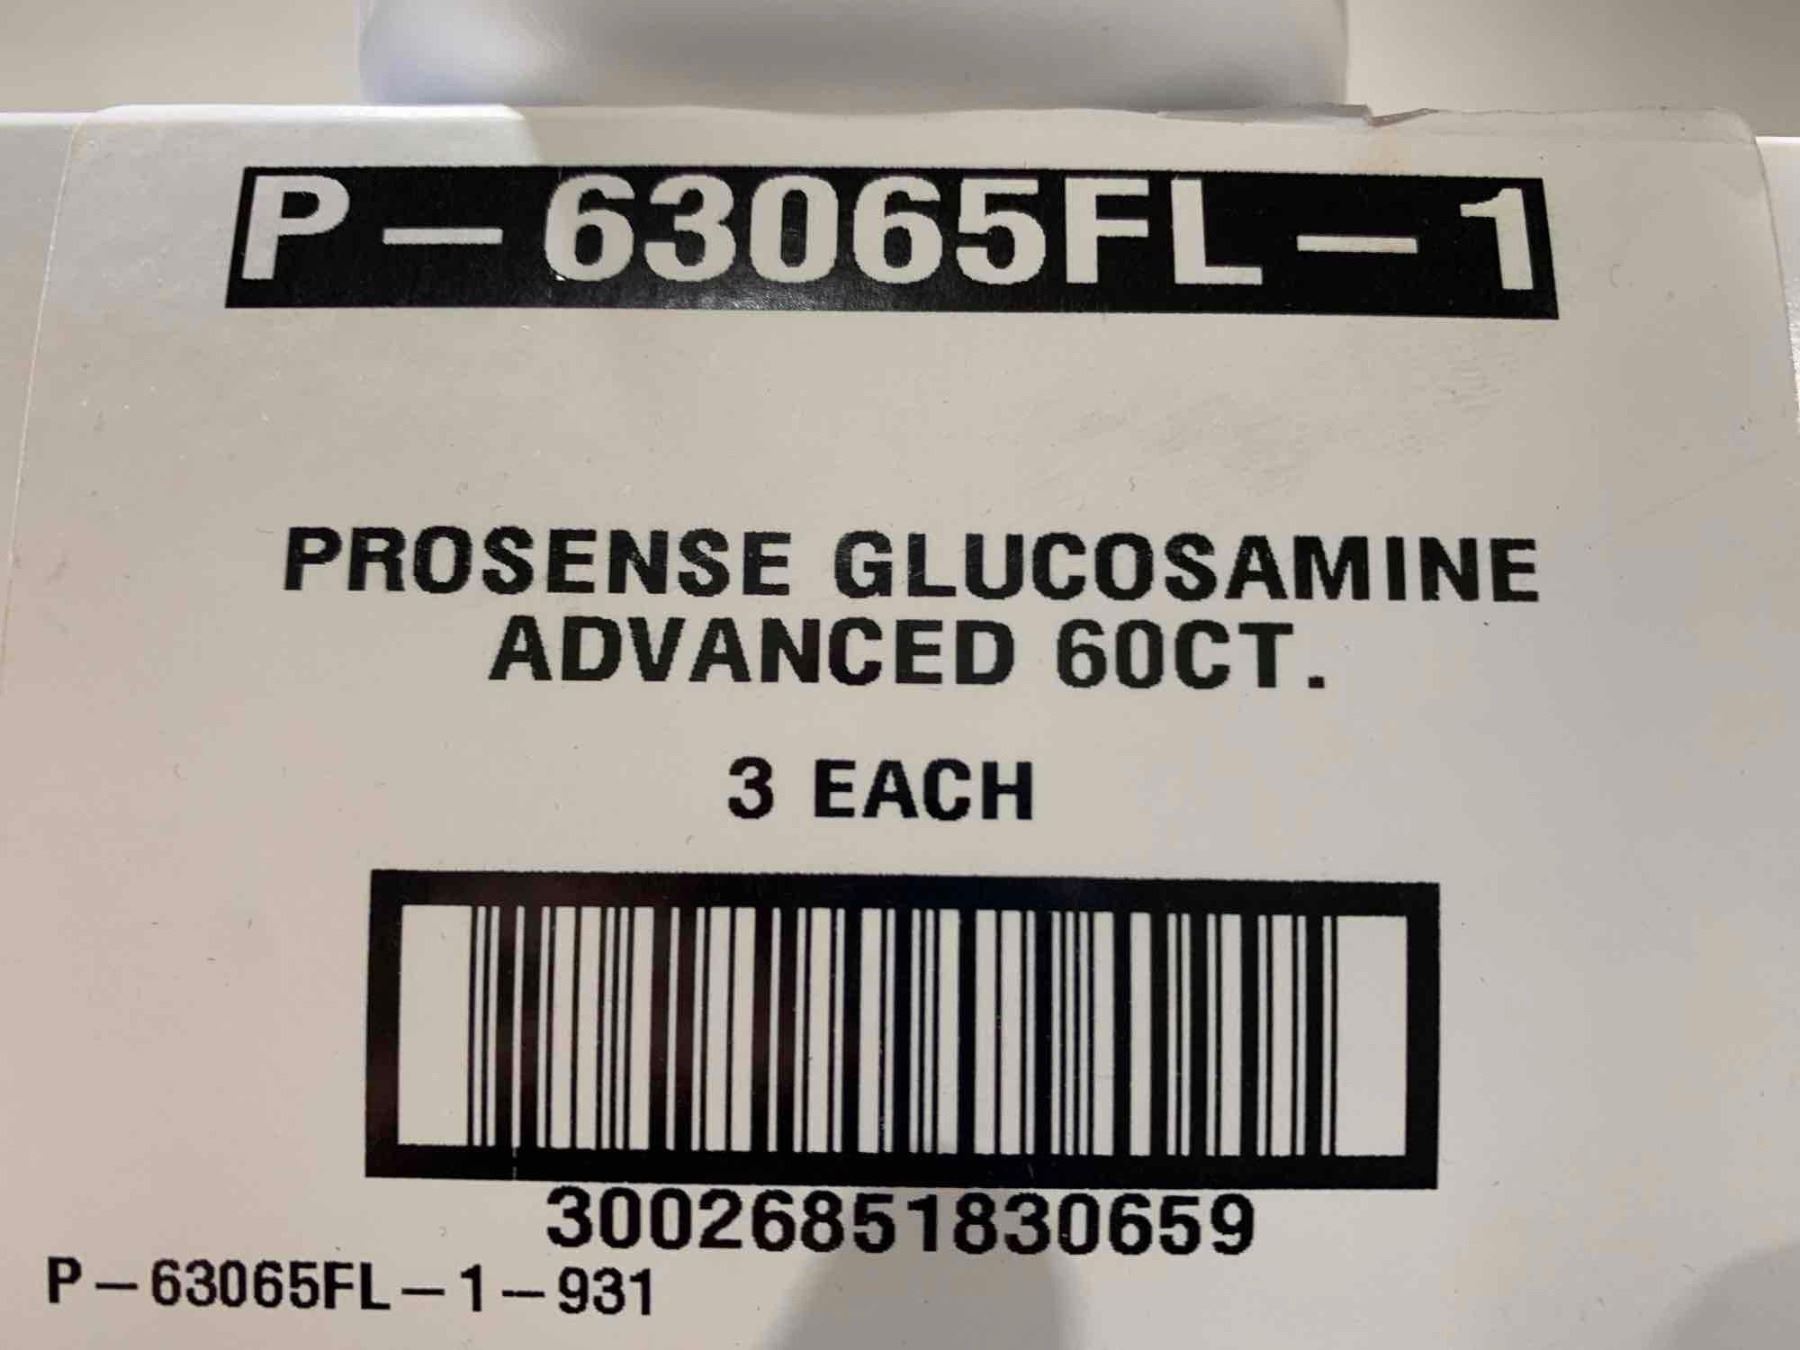 P-63065FL-1
PROSENSE GLUCOSAMINE
ADVANCED 60CT.
3 EACH
30026851830659
P-63065FL-1-931